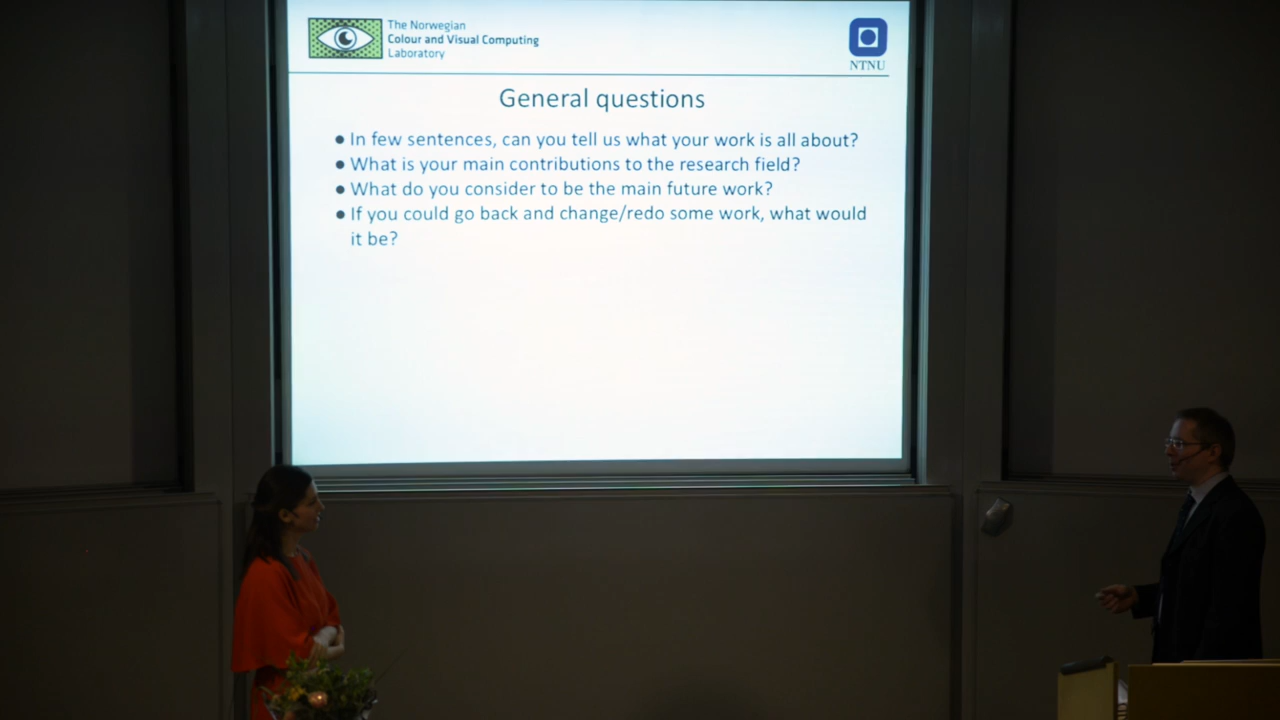 The Norwegian
Colour and Visual Computing
Laboratory
NTNU
General questions
● In few sentences, can you tell us what your work is all about?
● What is your main contributions to the research field?
● What do you consider to be the main future work?
● If you could go back and change/redo some work, what would
it be?